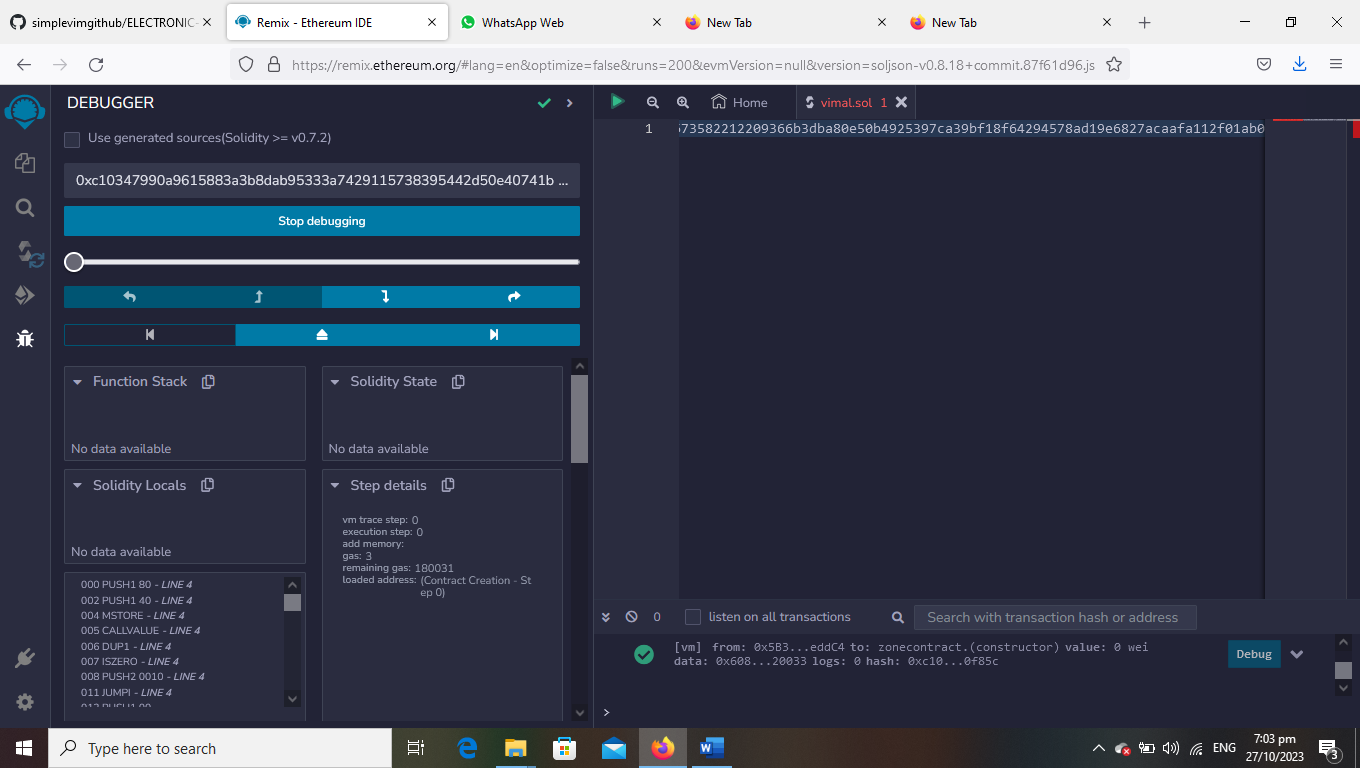 simplevimgithub/ELECTRONIC-
Remix - Ethereum IDE
WhatsApp Web
New Tab
New Tab
https://remix.ethereum.org/#lang=en&optimize=false&runs=200&evmVersion=null&version=soljson-v0.8.18+commit.87f61d96.js
DEBUGGER
Home
vimal.sol 1
Use generated sources(Solidity >= v0.7.2)
1
573582212209366b3dba80e50b4925397ca39bf18f64294578ad19e6827acaafa112f01ab0
0xc10347990a9615883a3b8dab95333a7429115738395442d50e40741b ...
Stop debugging
Function Stack
No data available
Solidity State
No data available
Solidity Locals
No data available
Step details
vm trace step: 0
execution step: 0
add memory:
gas: 3
remaining gas: 180031
loaded address: (Contract Creation - St
ep 0)
000 PUSH1 80 - LINE 4
002 PUSH1 40 - LINE 4
004 MSTORE - LINE 4
005 CALLVALUE - LINE 4
006 DUP1 - LINE 4
007 ISZERO - LINE 4
008 PUSH2 0010 - LINE 4
011 JUMPI - LINE 4
0
listen on all transactions
Search with transaction hash or address
[vm] from: 0x5B3...eddC4 to: zonecontract.(constructor) value: 0 wei
data: 0x608...20033 logs: 0 hash: 0xc10...0f85c
Debug
>
Type here to search
ENG
7:03 pm
27/10/2023
3